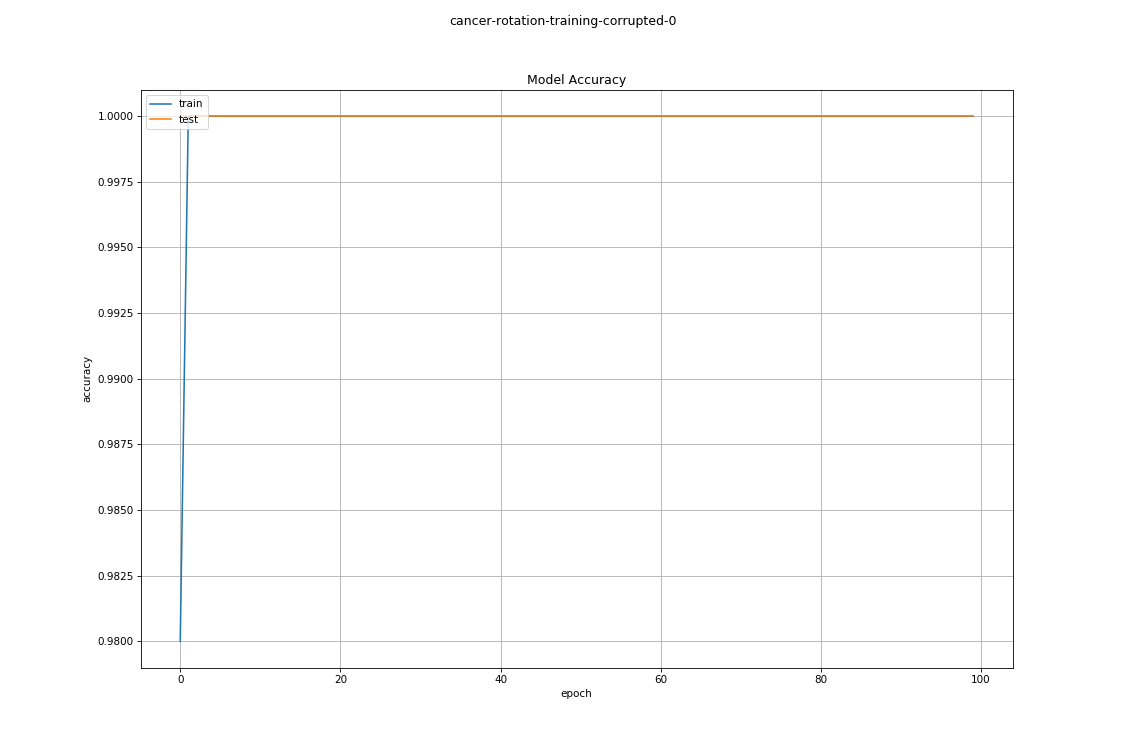 cancer-rotation-training-corrupted-0
Model Accuracy
train
test
1.0000
0.9975
0.9950
0.9925
0.9900
0.9875
0.9850
0.9825
0.9800
accuracy
0 20 40 60 80 100
epoch